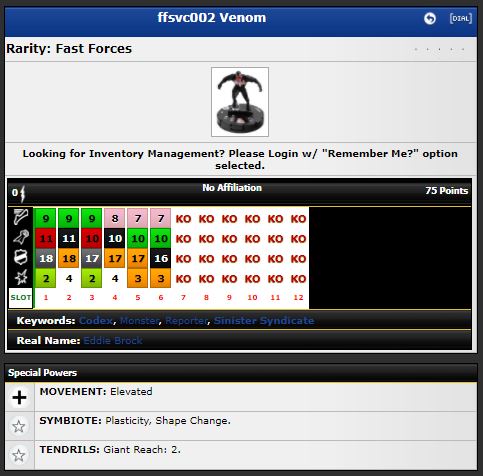 ffsvc002 Venom
[DIAL]
Rarity: Fast Forces
Looking for Inventory Management? Please Login w/ "Remember Me?" option
selected.
0 No Affiliation 75 Points
9 9 9 8 7 7 KO KO KO KO KO KO
11 11 10 10 10 10 KO KO KO KO KO KO
18 18 17 17 17 16 KO KO KO KO KO KO
2 4 2 4 3 3 KO KO KO KO KO KO
SLOT 1 2 3 4 5 6 7 8 9 10 11 12
Keywords: Codex, Monster, Reporter, Sinister Syndicate
Real Name: Eddie Brock
Special Powers
MOVEMENT: Elevated
SYMBIOTE: Plasticity, Shape Change.
TENDRILS: Giant Reach: 2.